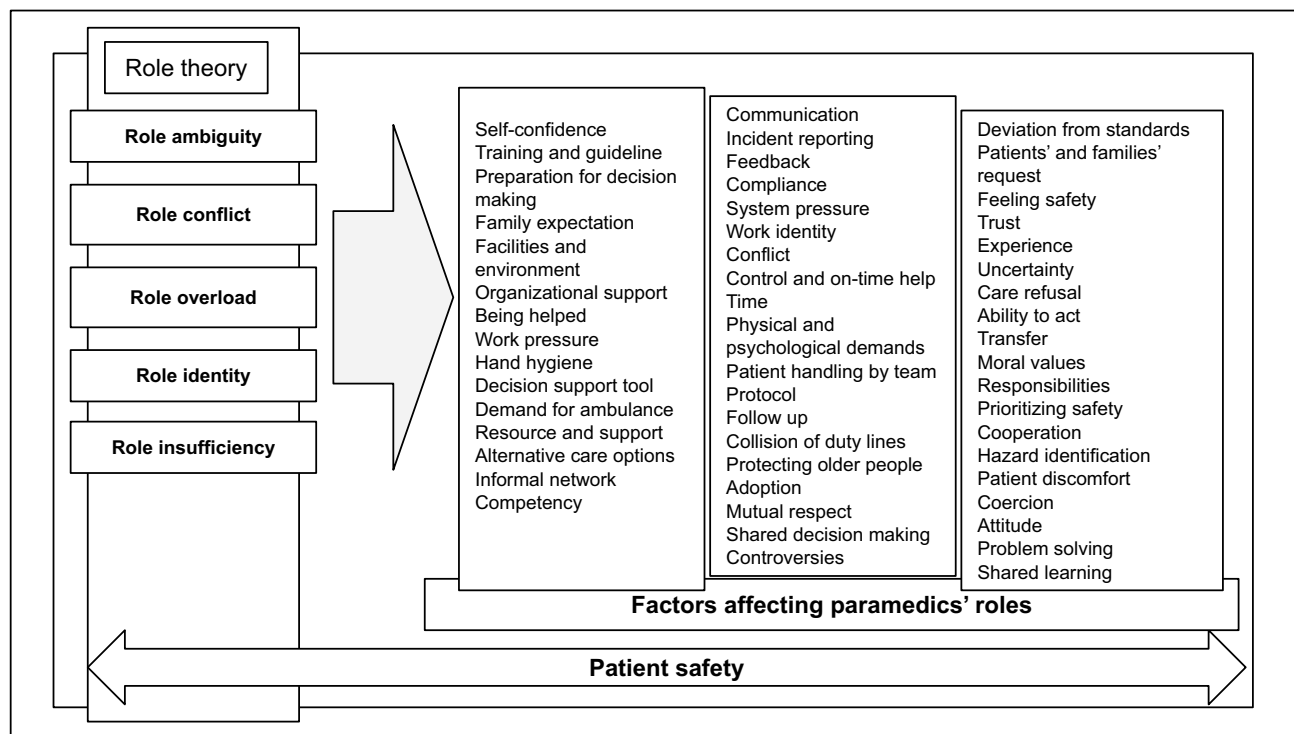 Role theory
Role ambiguity
Role conflict
Role overload
Role identity
Role insufficiency
Self-confidence
Training and guideline
Preparation for decision
making
Family expectation
Facilities and
environment
Organizational support
Being helped
Work pressure
Hand hygiene
Decision support tool
Demand for ambulance
Resource and support
Alternative care options
Informal network
Competency
Communication
Incident reporting
Feedback
Compliance
System pressure
Work identity
Conflict
Control and on-time help
Time
Physical and
psychological demands
Patient handling by team
Protocol
Follow up
Collision of duty lines
Protecting older people
Adoption
Mutual respect
Shared decision making
Controversies
Deviation from standards
Patients’ and families’
request
Feeling safety
Trust
Experience
Uncertainty
Care refusal
Ability to act
Transfer
Moral values
Responsibilities
Prioritizing safety
Cooperation
Hazard identification
Patient discomfort
Coercion
Attitude
Problem solving
Shared learning
Factors affecting paramedics’ roles
Patient safety